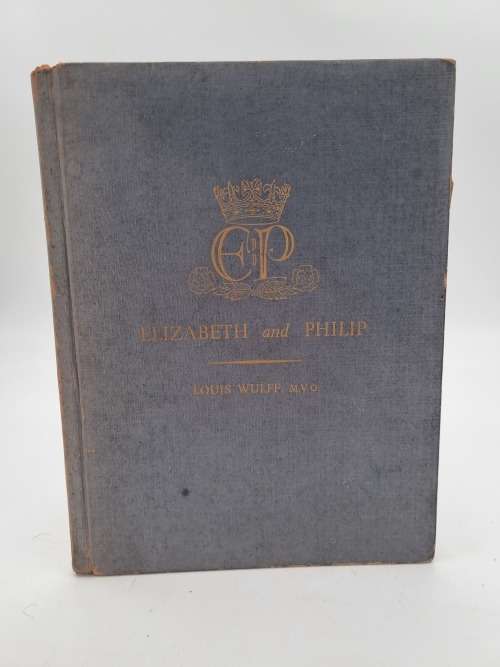 E&P
ELIZABETH and PHILIP
LOUIS WULFF, M.V.O.